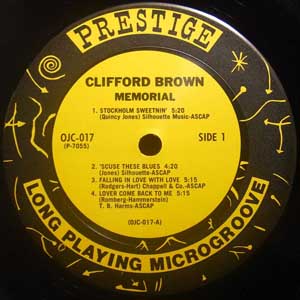 PRESTIGE
CLIFFORD BROWN
MEMORIAL
1. STOCKHOLM SWEETNIN' 5:20
(Quincy Jones) Silhouette Music-ASCAP
OJC-017
(P-7055)
SIDE 1
2. 'SCUSE THESE BLUES 4:20
(Jones) Silhouette-ASCAP
3. FALLING IN LOVE WITH LOVE 5:15
(Rodgers-Hart) Chappell & Co.-ASCAP
4. LOVER COME BACK TO ME 5:15
(Romberg-Hammerstein)
T. B. Harms-ASCAP
(OJC-017-A)
LONG PLAYING MICROGROOVE